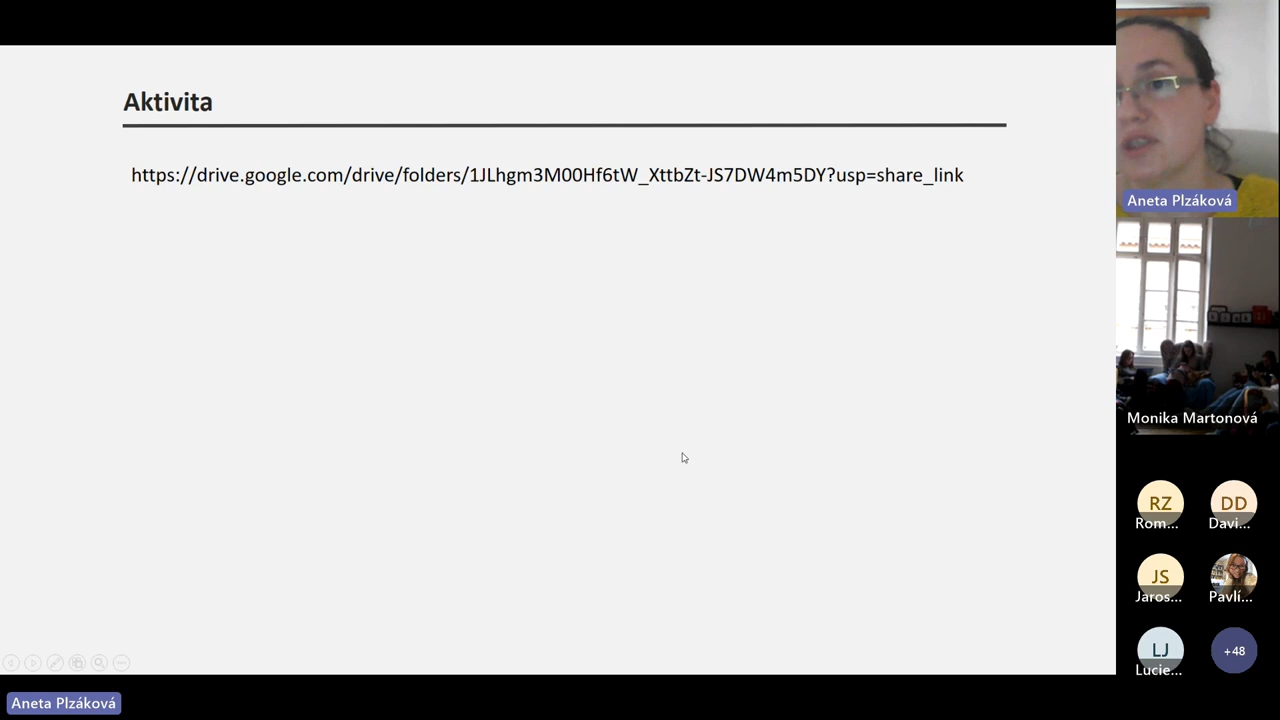 Aktivita
https://drive.google.com/drive/folders/1JLhgm3M00Hf6tW_XttbZt-JS7DW4m5DY?usp=share_link
Aneta Plzáková
Monika Martonová
RZ
Rom...
DD
Davi...
JS
Jaros...
Pavlí...
LJ
Lucie...
+48
Aneta Plzáková